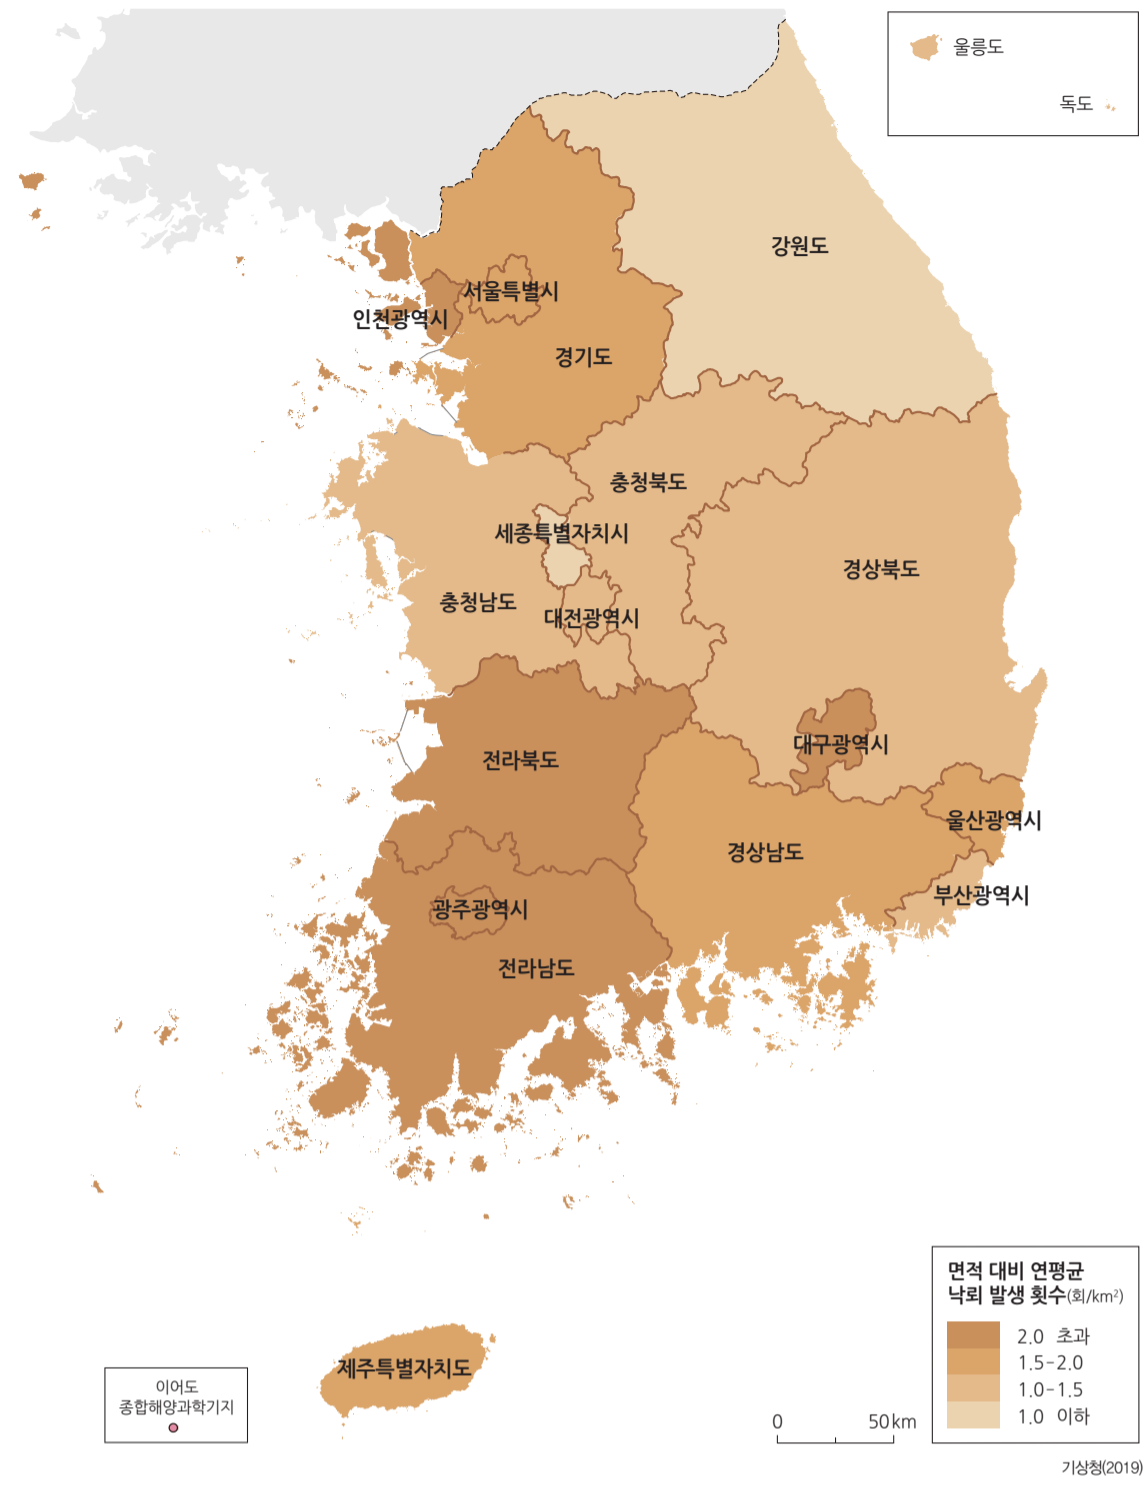 울릉도
독도
강원도
서울특별시
인천광역시
경기도
충청북도
세종특별자치시
경상북도
충청남도
대전광역시
대구광역시
전라북도
울산광역시
경상남도
부산광역시
광주광역시
전라남도
제주특별자치도
이어도
종합해양과학기지
0 50km
면적 대비 연평균
낙뢰 발생 횟수(회/km²)
2.0 초과
1.5-2.0
1.0-1.5
1.0 이하
기상청(2019)